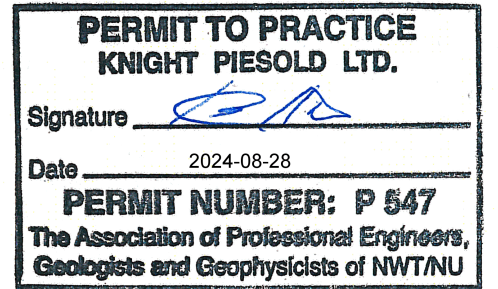 PERMIT TO PRACTICE
KNIGHT PIESOLD LTD.
Signature
Date 2024-08-28
PERMIT NUMBER: P 547
The Association of Professional Engineers,
Geologists and Geophysicists of NWT/NU